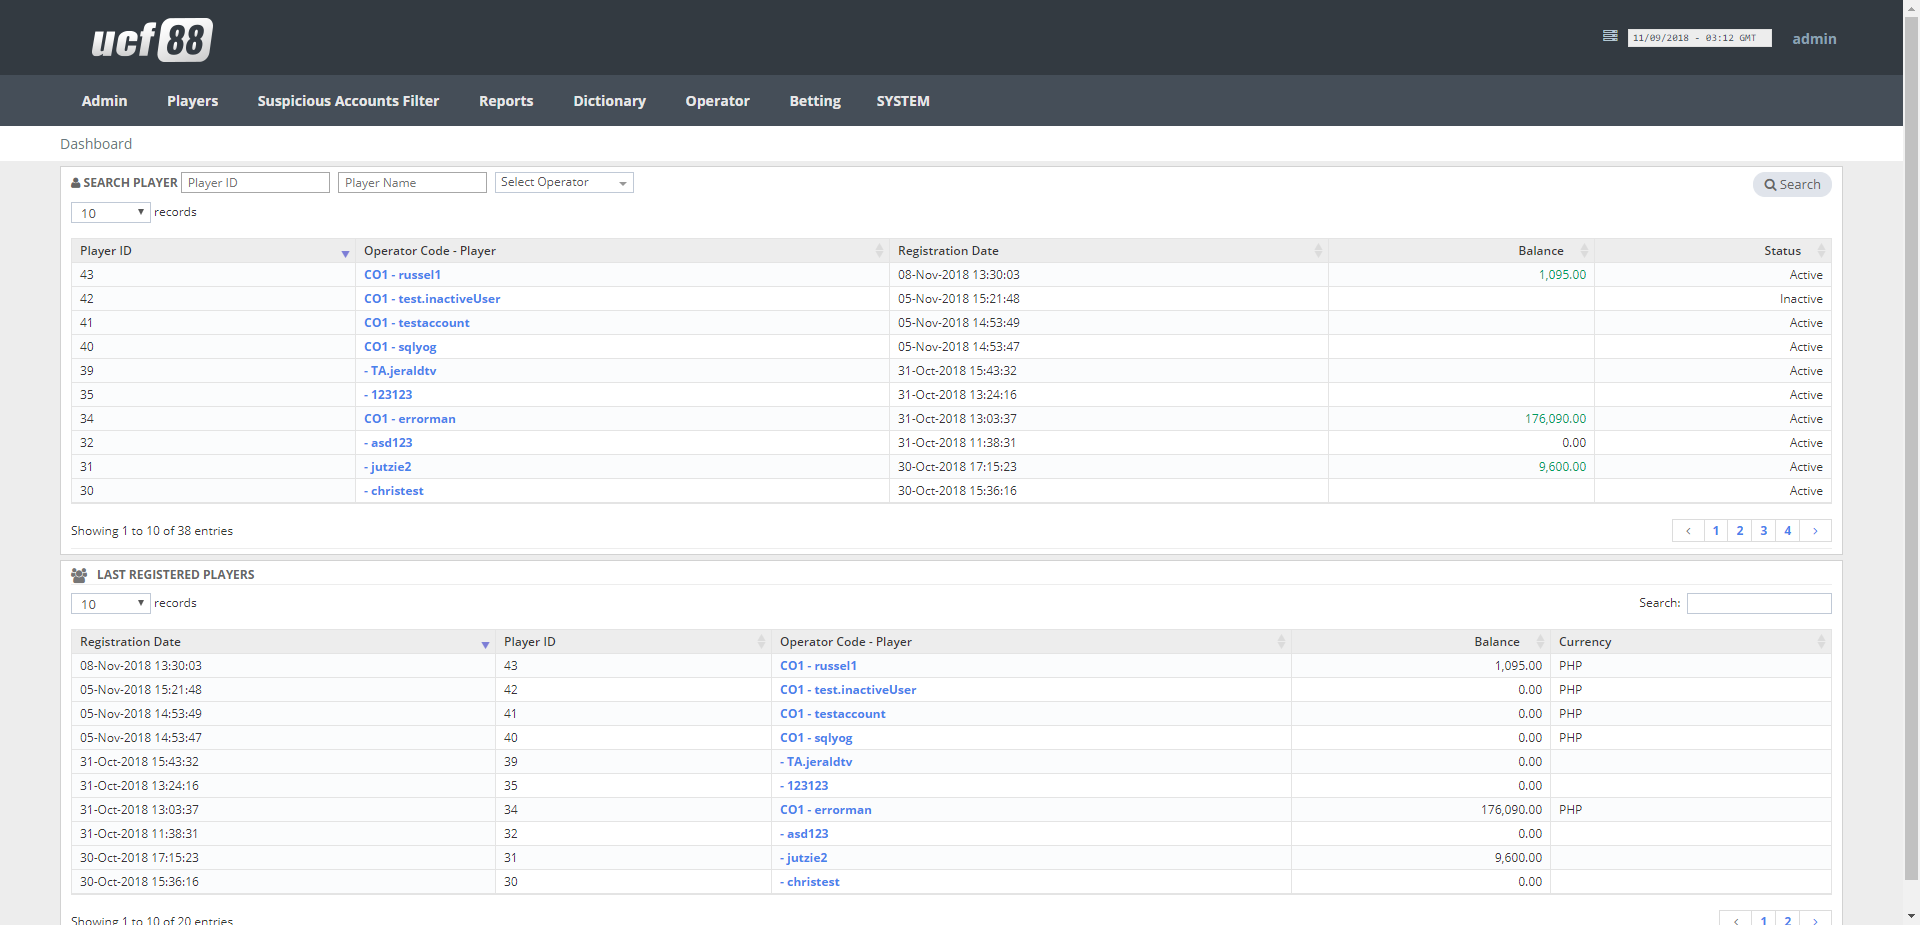 ucf88
11/09/2018 - 03:12 GMT admin
Admin Players Suspicious Accounts Filter Reports Dictionary Operator Betting SYSTEM
Dashboard
SEARCH PLAYER Player ID Player Name Select Operator Search
10 records
Player ID Operator Code - Player Registration Date Balance Status
43 CO1 - russel1 08-Nov-2018 13:30:03 1,095.00 Active
42 CO1 - test.inactiveUser 05-Nov-2018 15:21:48 Inactive
41 CO1 - testaccount 05-Nov-2018 14:53:49 Active
40 CO1 - sqlyog 05-Nov-2018 14:53:47 Active
39 - TA.jeraldtv 31-Oct-2018 15:43:32 Active
35 - 123123 31-Oct-2018 13:24:16 Active
34 CO1 - errorman 31-Oct-2018 13:03:37 176,090.00 Active
32 - asd123 31-Oct-2018 11:38:31 0.00 Active
31 - jutzie2 30-Oct-2018 17:15:23 9,600.00 Active
30 - christest 30-Oct-2018 15:36:16 Active
Showing 1 to 10 of 38 entries ‹ 1 2 3 4 ›
LAST REGISTERED PLAYERS
10 records Search:
Registration Date Player ID Operator Code - Player Balance Currency
08-Nov-2018 13:30:03 43 CO1 - russel1 1,095.00 PHP
05-Nov-2018 15:21:48 42 CO1 - test.inactiveUser 0.00 PHP
05-Nov-2018 14:53:49 41 CO1 - testaccount 0.00 PHP
05-Nov-2018 14:53:47 40 CO1 - sqlyog 0.00 PHP
31-Oct-2018 15:43:32 39 - TA.jeraldtv 0.00
31-Oct-2018 13:24:16 35 - 123123 0.00
31-Oct-2018 13:03:37 34 CO1 - errorman 176,090.00 PHP
31-Oct-2018 11:38:31 32 - asd123 0.00
30-Oct-2018 17:15:23 31 - jutzie2 9,600.00
30-Oct-2018 15:36:16 30 - christest 0.00
Showing 1 to 10 of 20 entries ‹ 1 2 ›